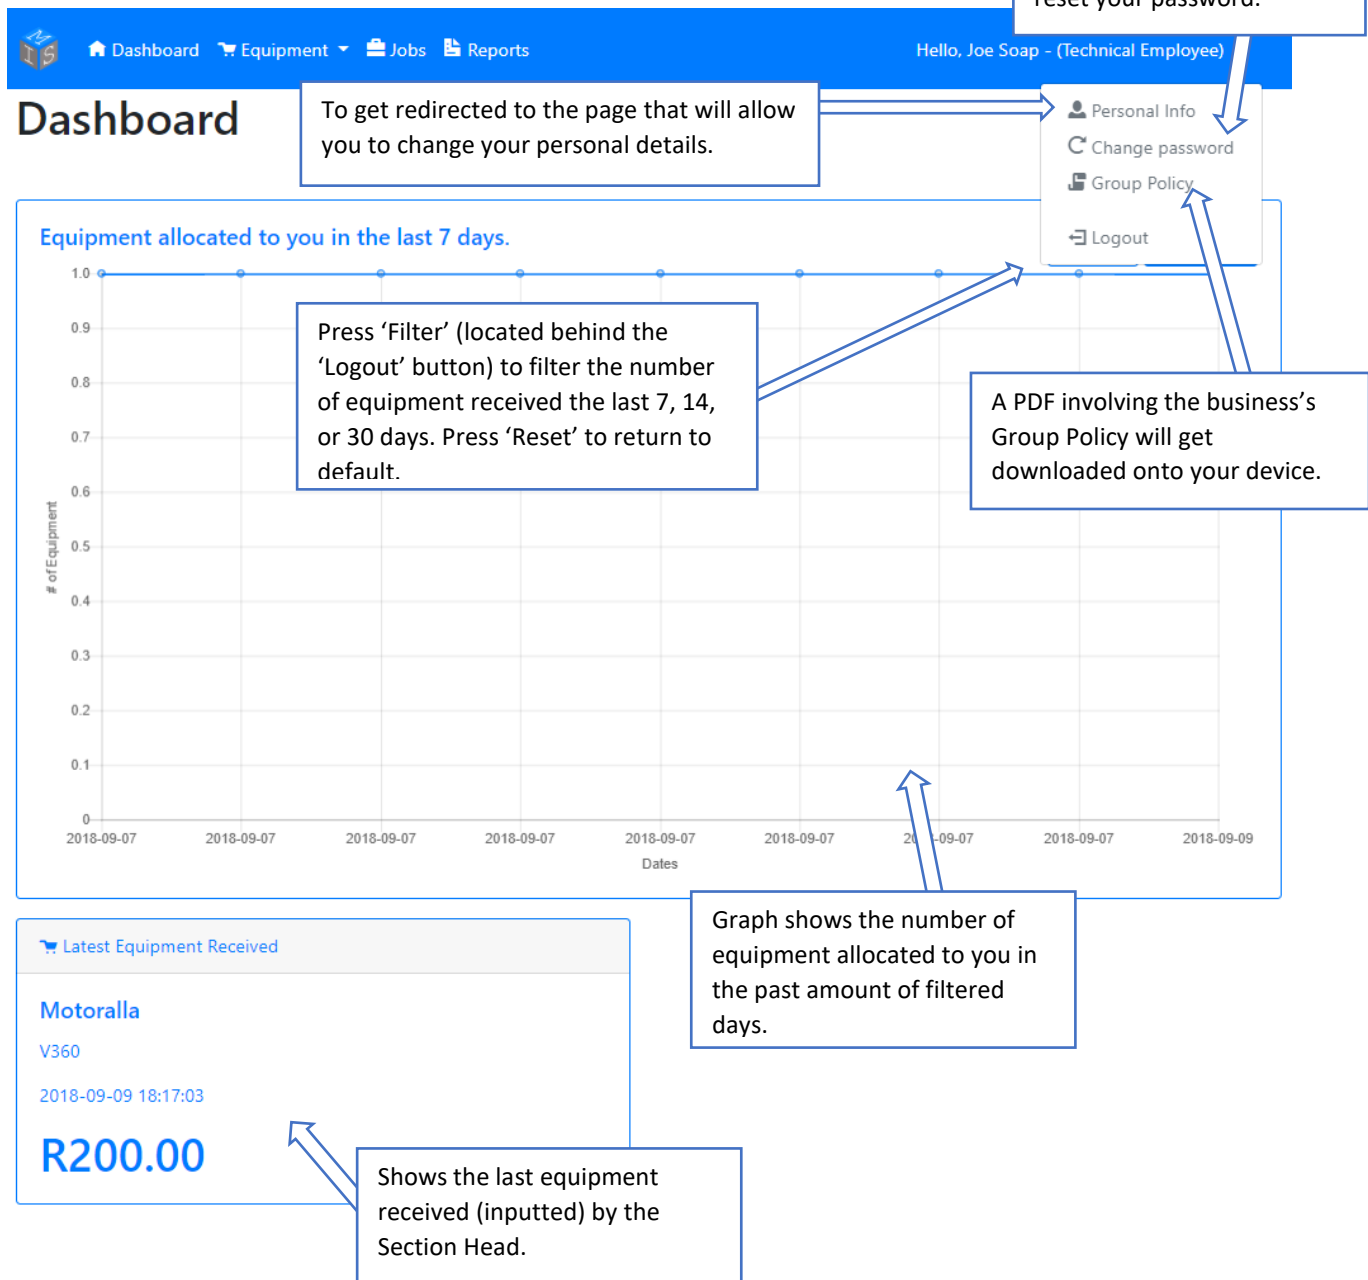 reset your password.
MIS
Dashboard Equipment Jobs Reports Hello, Joe Soap - (Technical Employee)
Dashboard
To get redirected to the page that will allow
you to change your personal details.
Personal Info
Change password
Group Policy
Logout
Equipment allocated to you in the last 7 days.
Press ‘Filter’ (located behind the
‘Logout’ button) to filter the number
of equipment received the last 7, 14,
or 30 days. Press ‘Reset’ to return to
default.
A PDF involving the business’s
Group Policy will get
downloaded onto your device.
1.0
0.9
0.8
0.7
0.6
0.5
0.4
0.3
0.2
0.1
0
# of Equipment
2018-09-07 2018-09-07 2018-09-07 2018-09-07 2018-09-07 2018-09-07 2018-09-07 2018-09-07 2018-09-09
Dates
Graph shows the number of
equipment allocated to you in
the past amount of filtered
days.
Latest Equipment Received
Motoralla
V360
2018-09-09 18:17:03
R200.00
Shows the last equipment
received (inputted) by the
Section Head.